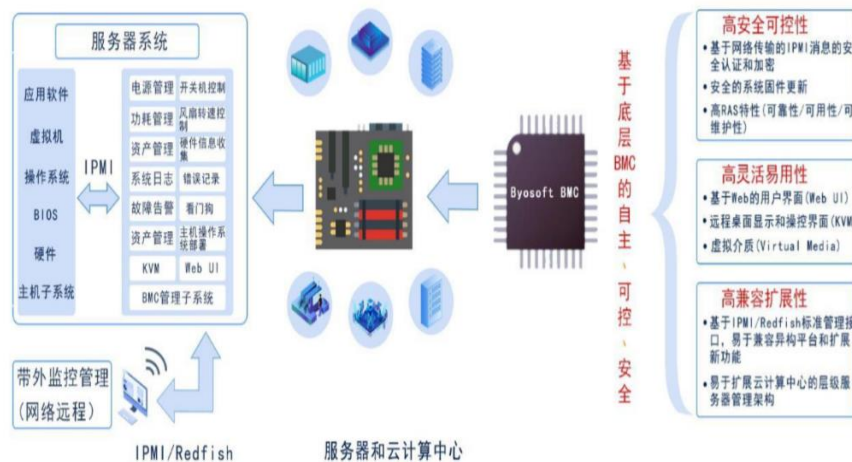 服务器系统
应用软件
虚拟机
操作系统
BIOS
硬件
主机子系统
IPMI
电源管理 开关机控制
功耗管理 风扇转速控
制
资产管理 硬件信息收
集
系统日志 错误记录
故障告警 看门狗
资产管理 主机操作系
统部署
KVM Web UI
BMC管理子系统
带外监控管理
(网络远程)
IPMI/Redfish
服务器和云计算中心
Byosoft BMC
基于底层BMC的自主、可控、安全
高安全可控性
• 基于网络传输的IPMI消息的安
全认证和加密
• 安全的系统固件更新
• 高RAS特性(可靠性/可用性/可
维护性)
高灵活易用性
• 基于Web的用户界面(Web UI)
• 远程桌面显示和操控界面(KVM
• 虚拟介质(Virtual Media)
高兼容扩展性
• 基于IPMI/Redfish标准管理接
口，易于兼容异构平台和扩展
新功能
• 易于扩展云计算中心的层级服
务器管理架构